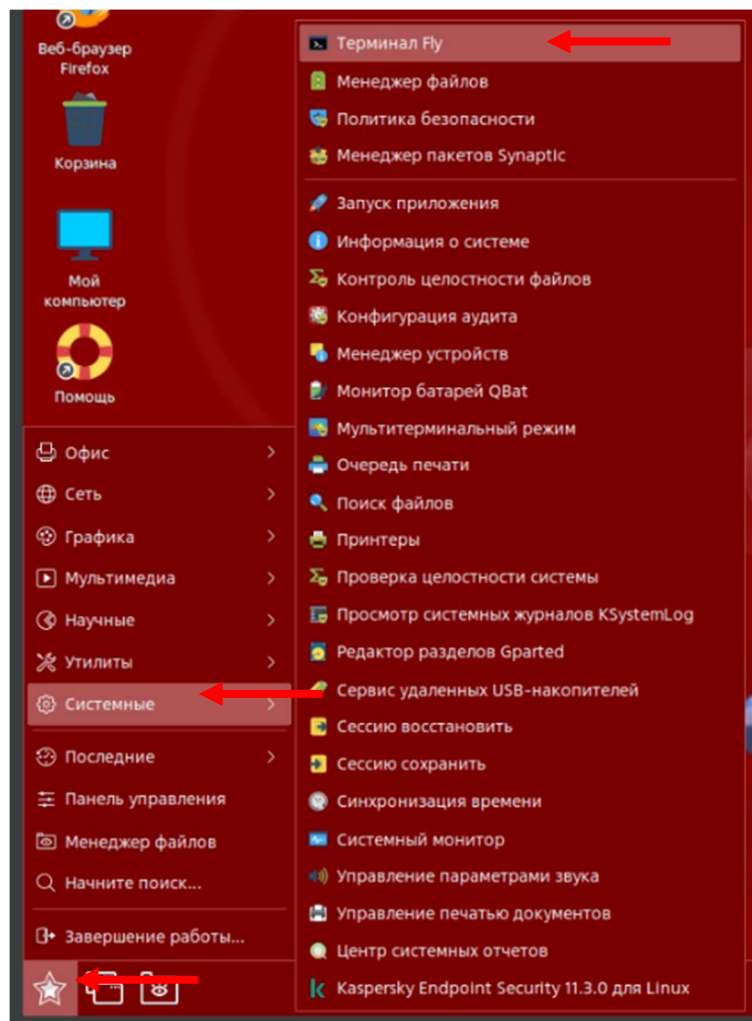 Веб-браузер
Firefox
Корзина
Мой
компьютер
Помощь
Офис
Сеть
Графика
Мультимедиа
Научные
Утилиты
Системные
Последние
Панель управления
Менеджер файлов
Начните поиск...
Завершение работы...
Терминал Fly
Менеджер файлов
Политика безопасности
Менеджер пакетов Synaptic
Запуск приложения
Информация о системе
Контроль целостности файлов
Конфигурация аудита
Менеджер устройств
Монитор батарей QBat
Мультитерминальный режим
Очередь печати
Поиск файлов
Принтеры
Проверка целостности системы
Просмотр системных журналов KSystemLog
Редактор разделов Gparted
Сервис удаленных USB-накопителей
Сессию восстановить
Сессию сохранить
Синхронизация времени
Системный монитор
Управление параметрами звука
Управление печатью документов
Центр системных отчетов
Kaspersky Endpoint Security 11.3.0 для Linux